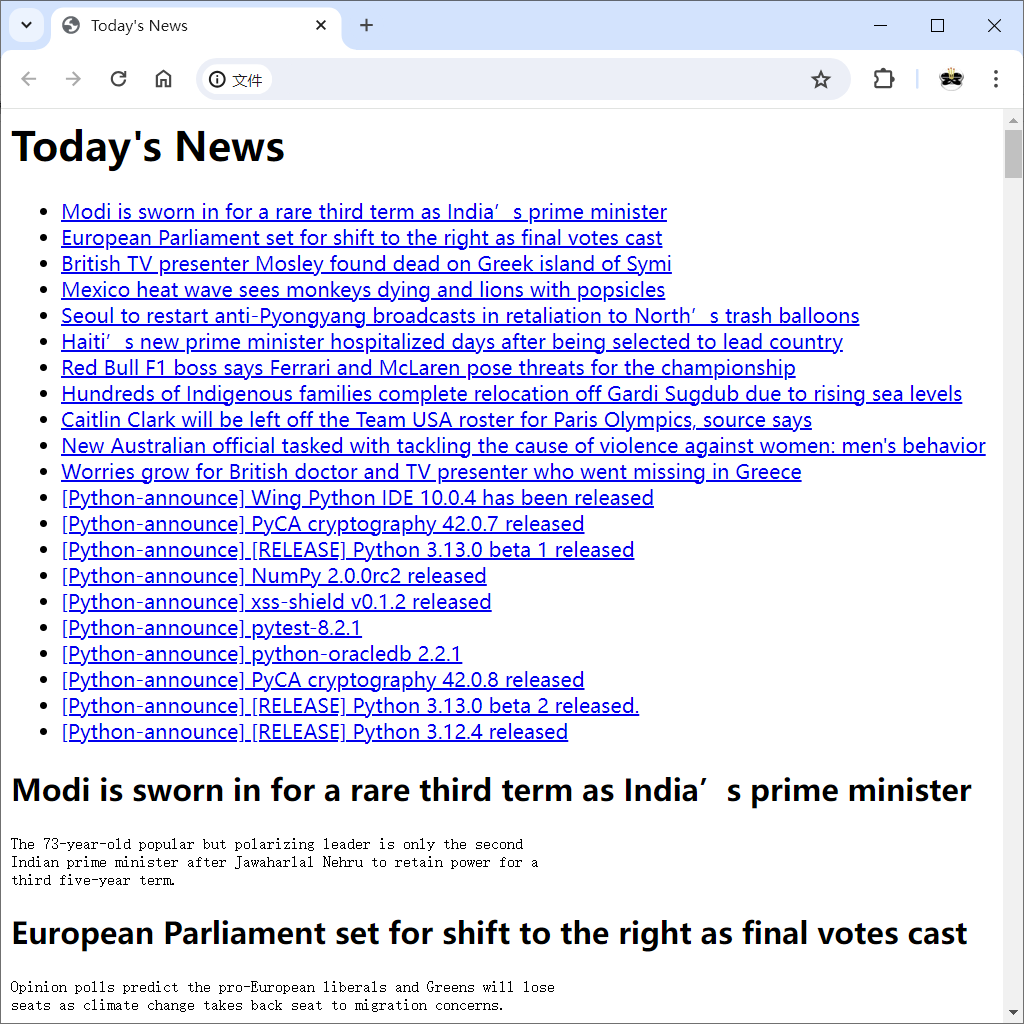 Today's News
文件
Today's News
Modi is sworn in for a rare third term as India’s prime minister
European Parliament set for shift to the right as final votes cast
British TV presenter Mosley found dead on Greek island of Symi
Mexico heat wave sees monkeys dying and lions with popsicles
Seoul to restart anti-Pyongyang broadcasts in retaliation to North’s trash balloons
Haiti’s new prime minister hospitalized days after being selected to lead country
Red Bull F1 boss says Ferrari and McLaren pose threats for the championship
Hundreds of Indigenous families complete relocation off Gardi Sugdub due to rising sea levels
Caitlin Clark will be left off the Team USA roster for Paris Olympics, source says
New Australian official tasked with tackling the cause of violence against women: men's behavior
Worries grow for British doctor and TV presenter who went missing in Greece
[Python-announce] Wing Python IDE 10.0.4 has been released
[Python-announce] PyCA cryptography 42.0.7 released
[Python-announce] [RELEASE] Python 3.13.0 beta 1 released
[Python-announce] NumPy 2.0.0rc2 released
[Python-announce] xss-shield v0.1.2 released
[Python-announce] pytest-8.2.1
[Python-announce] python-oracledb 2.2.1
[Python-announce] PyCA cryptography 42.0.8 released
[Python-announce] [RELEASE] Python 3.13.0 beta 2 released.
[Python-announce] [RELEASE] Python 3.12.4 released
Modi is sworn in for a rare third term as India’s prime minister
The 73-year-old popular but polarizing leader is only the second
Indian prime minister after Jawaharlal Nehru to retain power for a
third five-year term.
European Parliament set for shift to the right as final votes cast
Opinion polls predict the pro-European liberals and Greens will lose
seats as climate change takes back seat to migration concerns.